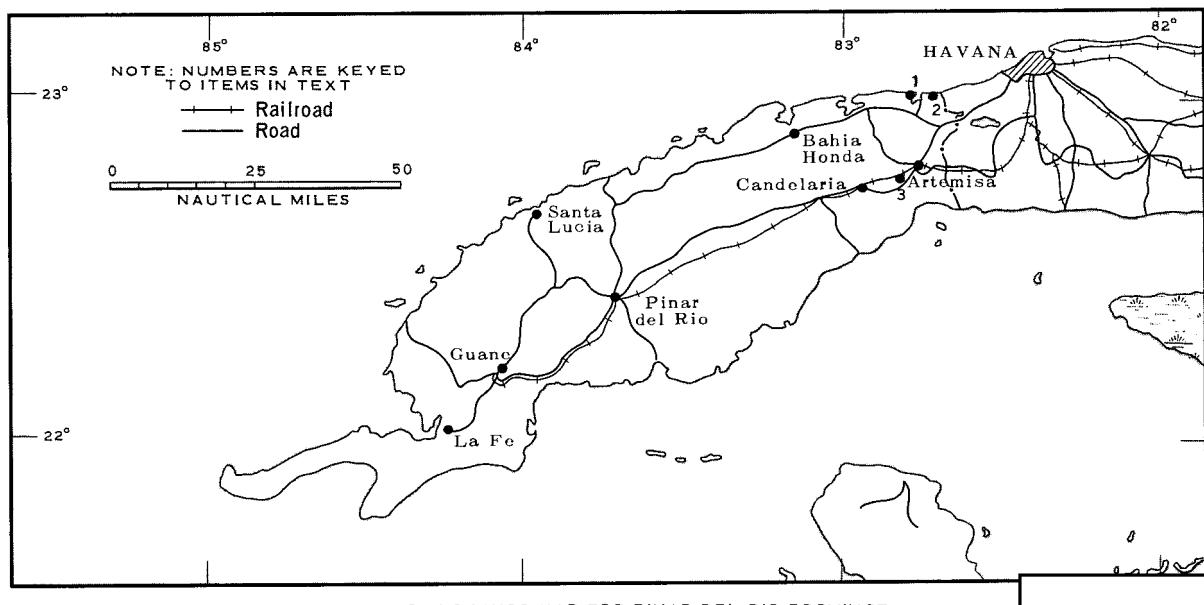 85°
84°
83°
82°
HAVANA
NOTE: NUMBERS ARE KEYED
TO ITEMS IN TEXT
Railroad
Road
0 25 50
NAUTICAL MILES
23°
1
2
Bahia
Honda
Candelaria
Artemisa
3
Santa
Lucia
Pinar
del Rio
Guane
22°
La Fe